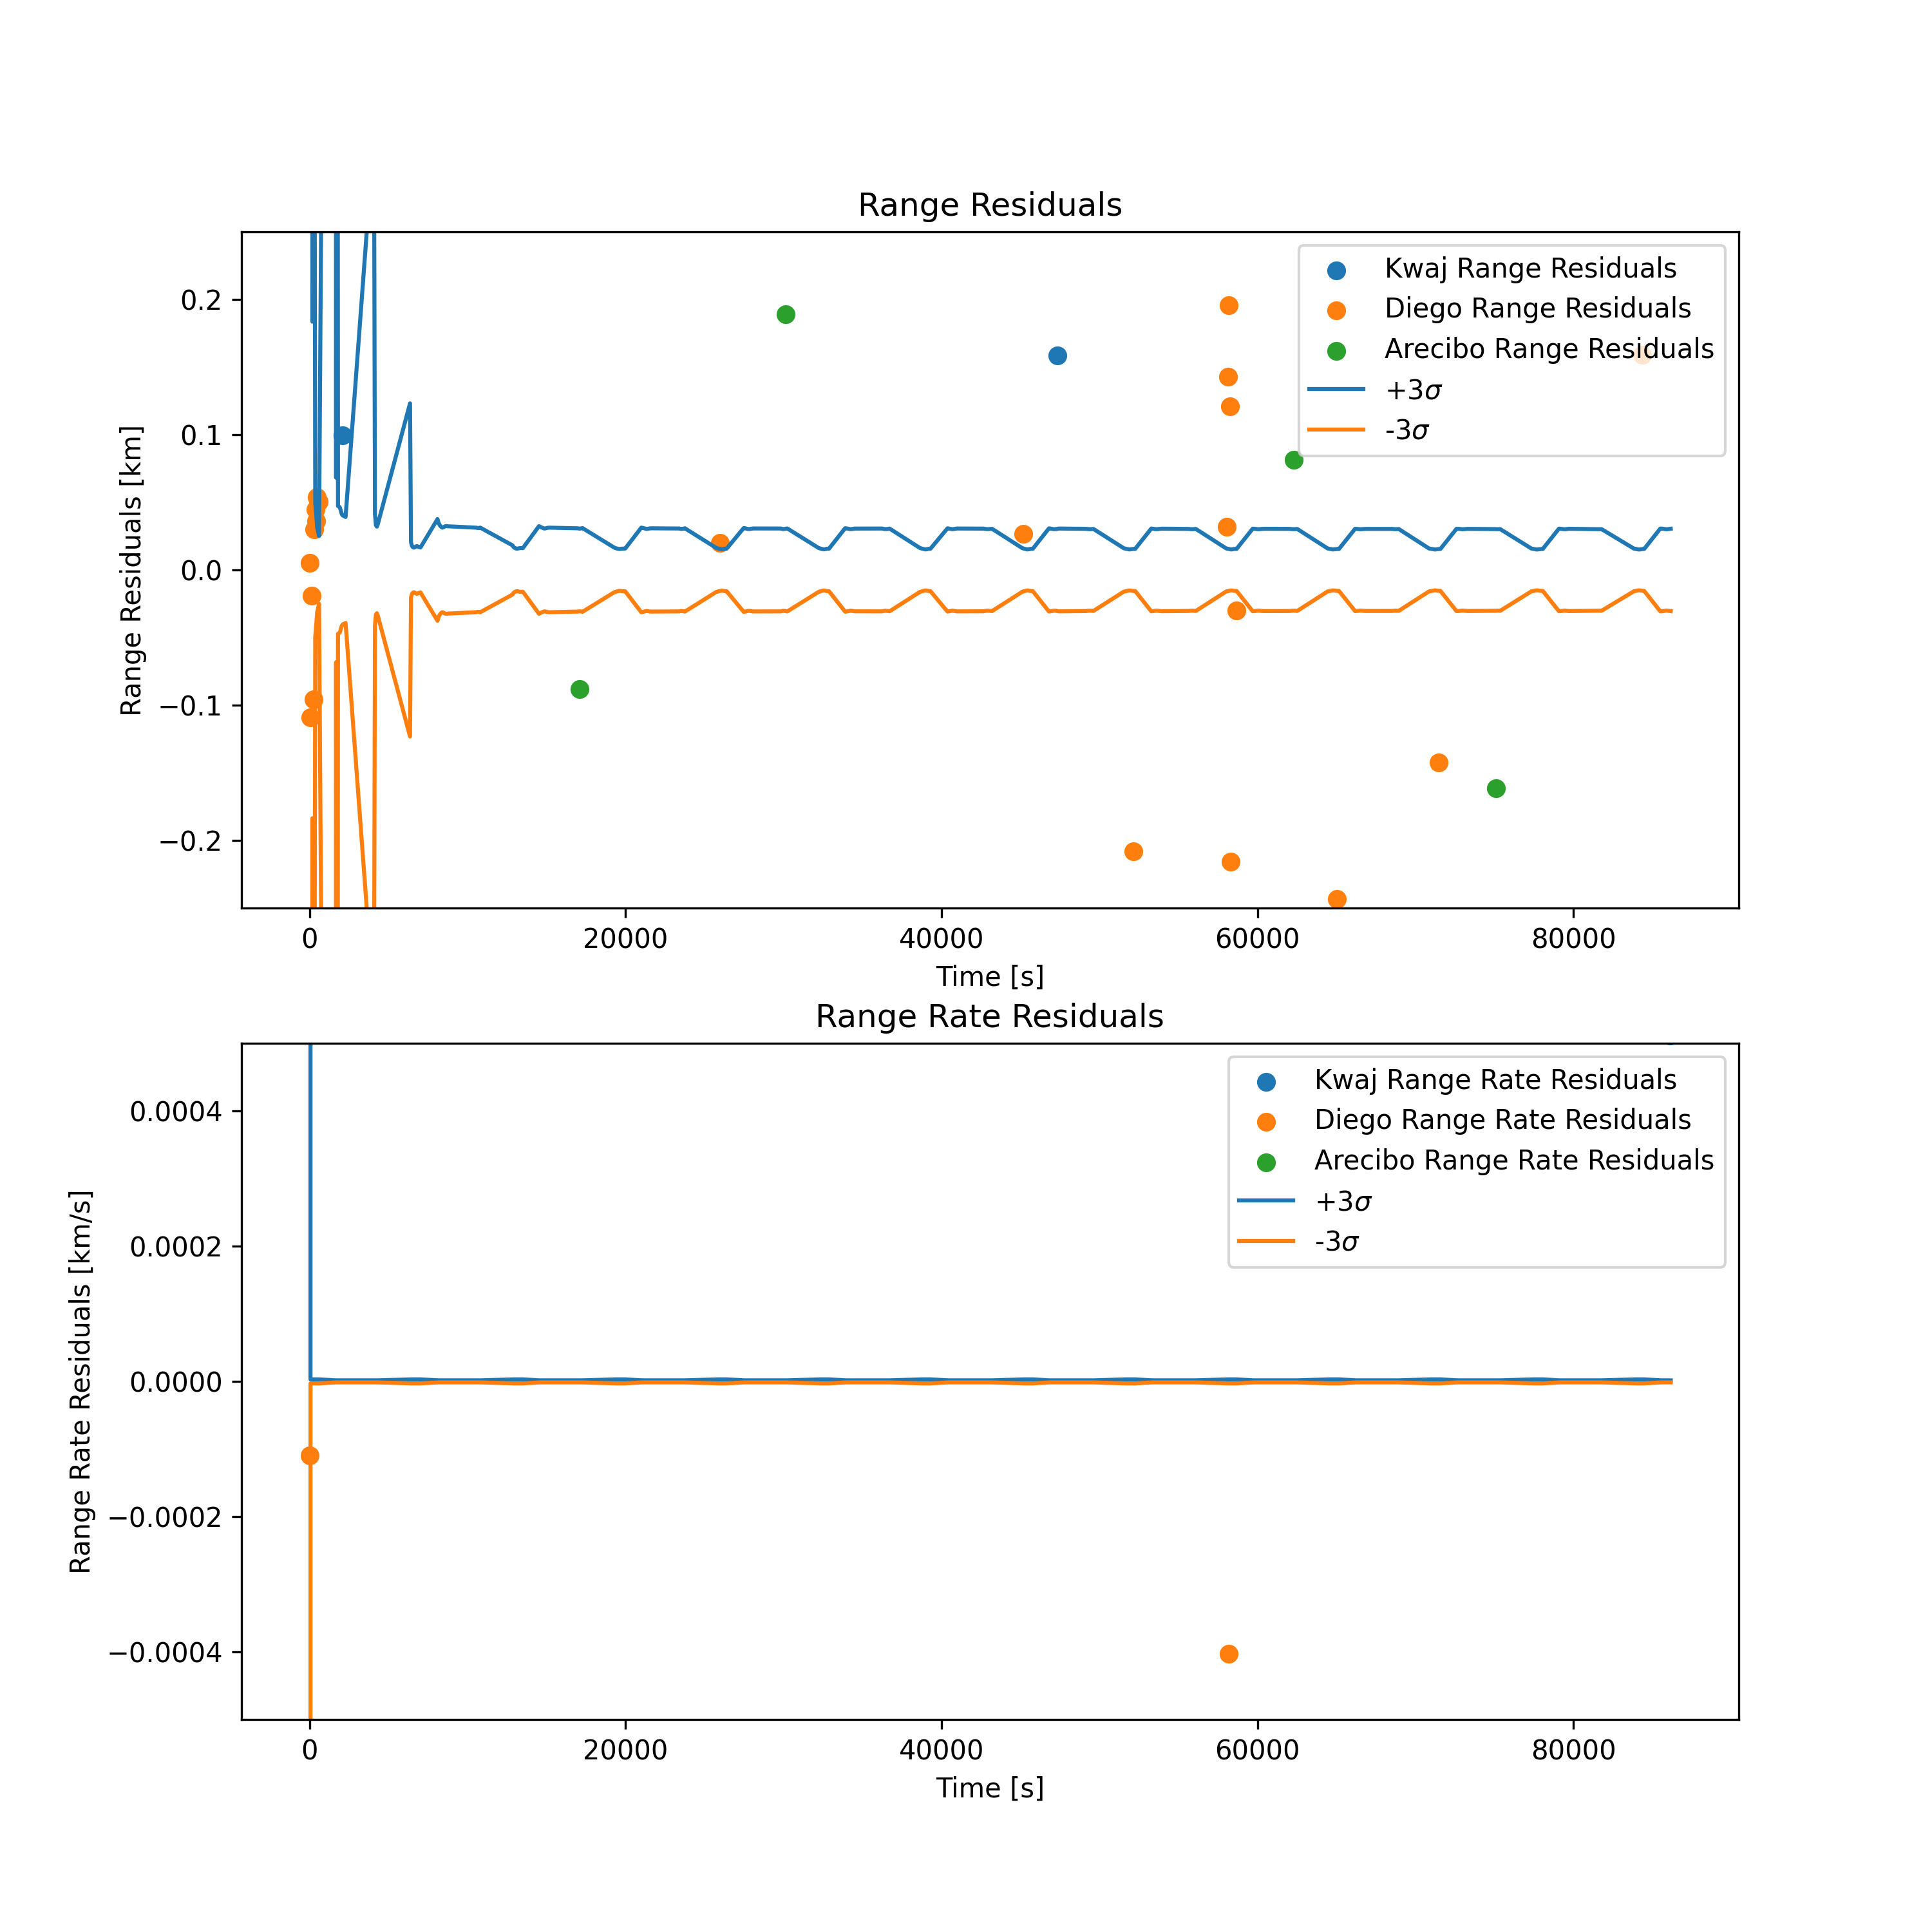 Range Residuals
Range Residuals [km]
0.2
0.1
0.0
−0.1
−0.2
Kwaj Range Residuals
Diego Range Residuals
Arecibo Range Residuals
+3σ
-3σ
0 20000 40000 60000 80000
Time [s]
Range Rate Residuals
Range Rate Residuals [km/s]
0.0004
0.0002
0.0000
−0.0002
−0.0004
Kwaj Range Rate Residuals
Diego Range Rate Residuals
Arecibo Range Rate Residuals
+3σ
-3σ
0 20000 40000 60000 80000
Time [s]